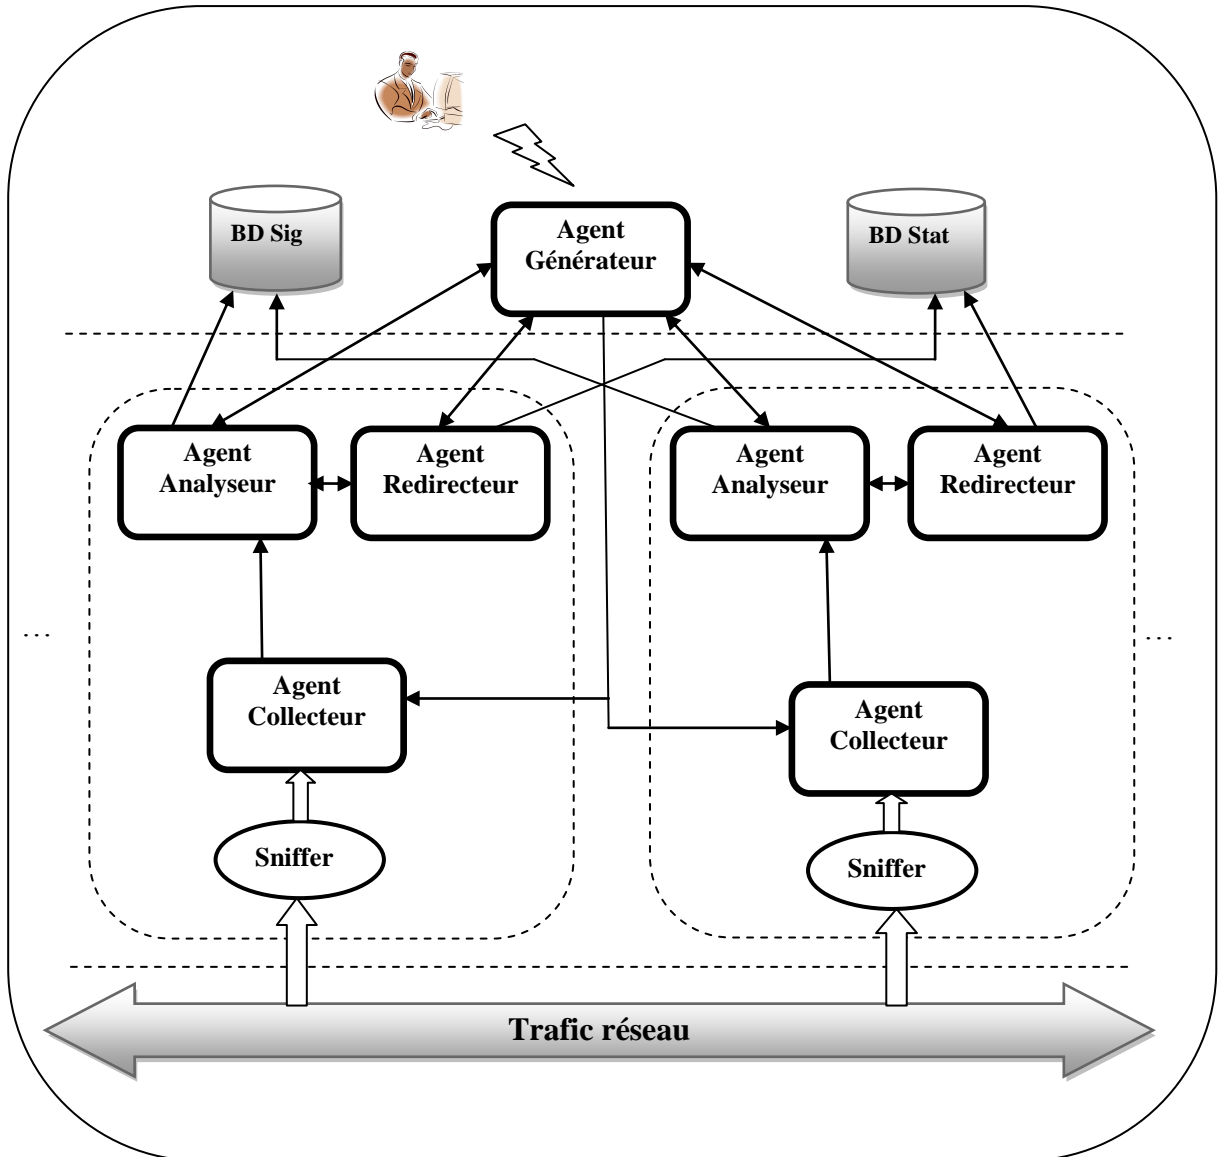 BD Sig
Agent
Générateur
BD Stat
Agent
Analyseur
Agent
Redirecteur
Agent
Analyseur
Agent
Redirecteur
...
...
Agent
Collecteur
Agent
Collecteur
Sniffer
Sniffer
Trafic réseau